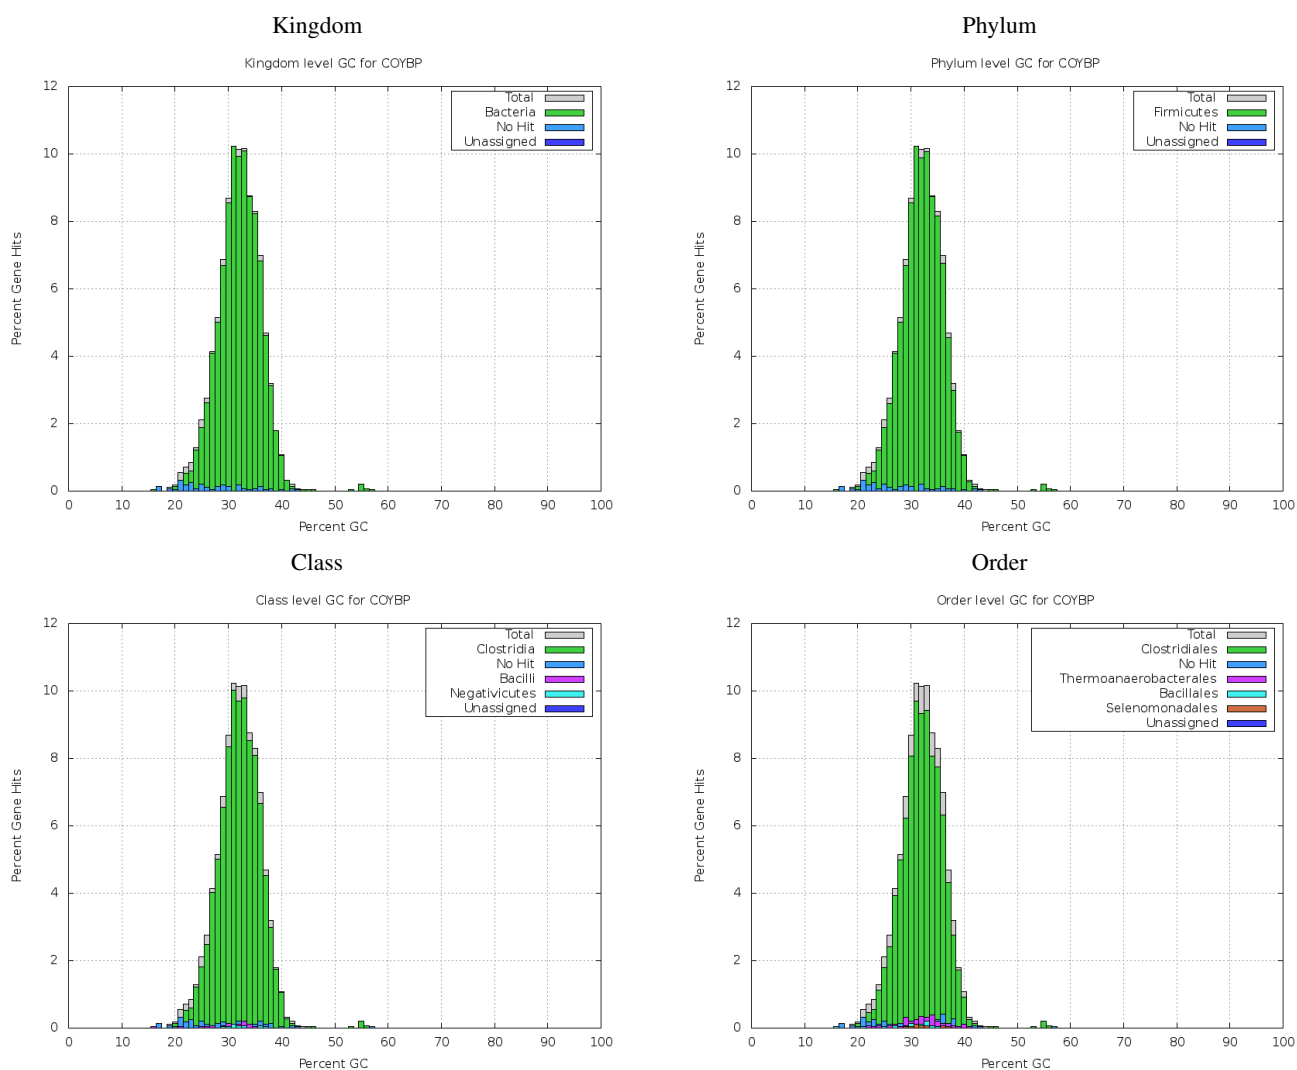 Kingdom
Kingdom level GC for COYBP
12
10
8
6
4
2
0
Percent Gene Hits
Total
Bacteria
No Hit
Unassigned
0 10 20 30 40 50 60 70 80 90 100
Percent GC
Phylum
Phylum level GC for COYBP
12
10
8
6
4
2
0
Percent Gene Hits
Total
Firmicutes
No Hit
Unassigned
0 10 20 30 40 50 60 70 80 90 100
Percent GC
Class
Class level GC for COYBP
12
10
8
6
4
2
0
Percent Gene Hits
Total
Clostridia
No Hit
Bacilli
Negativicutes
Unassigned
0 10 20 30 40 50 60 70 80 90 100
Percent GC
Order
Order level GC for COYBP
12
10
8
6
4
2
0
Percent Gene Hits
Total
Clostridiales
No Hit
Thermoanaerobacterales
Bacillales
Selenomonadales
Unassigned
0 10 20 30 40 50 60 70 80 90 100
Percent GC